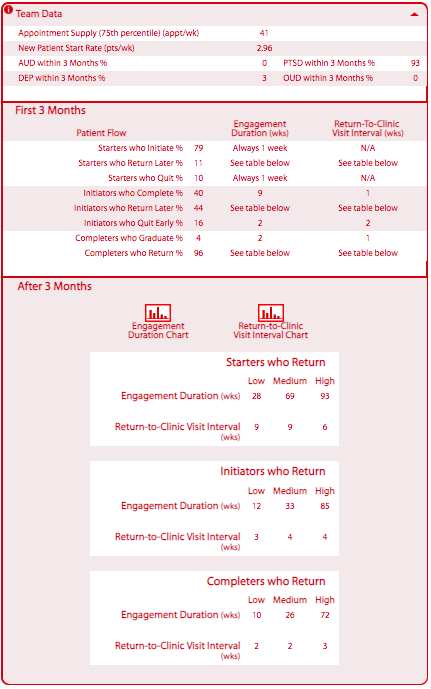 Team Data
Appointment Supply (75th percentile) (appt/wk) 41
New Patient Start Rate (pts/wk) 2.96
AUD within 3 Months % 0 PTSD within 3 Months % 93
DEP within 3 Months % 3 OUD within 3 Months % 0
First 3 Months
Patient Flow Engagement Duration (wks) Return-To-Clinic Visit Interval (wks)
Starters who Initiate % 79 Always 1 week N/A
Starters who Return Later % 11 See table below See table below
Starters who Quit % 10 Always 1 week N/A
Initiators who Complete % 40 9 1
Initiators who Return Later % 44 See table below See table below
Initiators who Quit Early % 16 2 2
Completers who Graduate % 4 2 1
Completers who Return % 96 See table below See table below
After 3 Months
Engagement Duration Chart
Return-to-Clinic Visit Interval Chart
Starters who Return
Low Medium High
Engagement Duration (wks) 28 69 93
Return-to-Clinic Visit Interval (wks) 9 9 6
Initiators who Return
Low Medium High
Engagement Duration (wks) 12 33 85
Return-to-Clinic Visit Interval (wks) 3 4 4
Completers who Return
Low Medium High
Engagement Duration (wks) 10 26 72
Return-to-Clinic Visit Interval (wks) 2 2 3